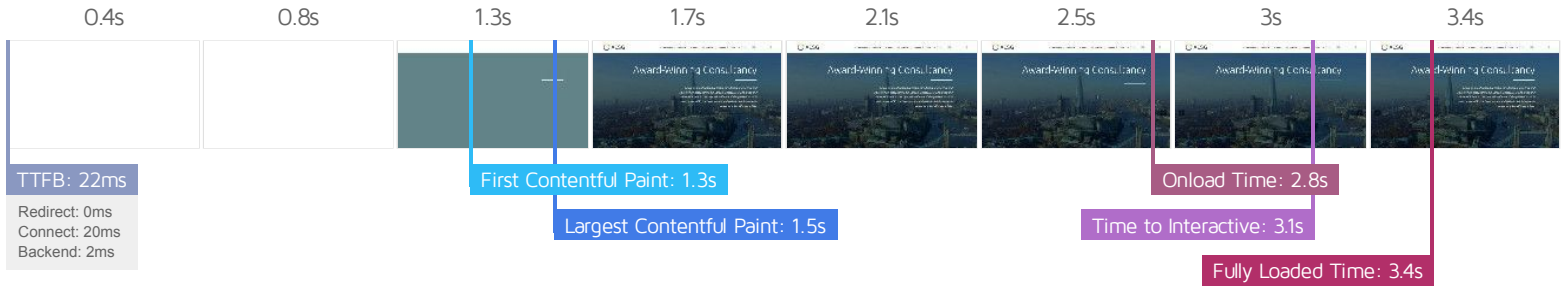 0.4s
0.8s
1.3s
1.7s
2.1s
2.5s
3s
3.4s
Award-Winning Consultancy
Award-Winning Consultancy
Award-Winning Consultancy
Award-Winning Consultancy
Award-Winning Consultancy
TTFB: 22ms
Redirect: 0ms
Connect: 20ms
Backend: 2ms
First Contentful Paint: 1.3s
Largest Contentful Paint: 1.5s
Onload Time: 2.8s
Time to Interactive: 3.1s
Fully Loaded Time: 3.4s